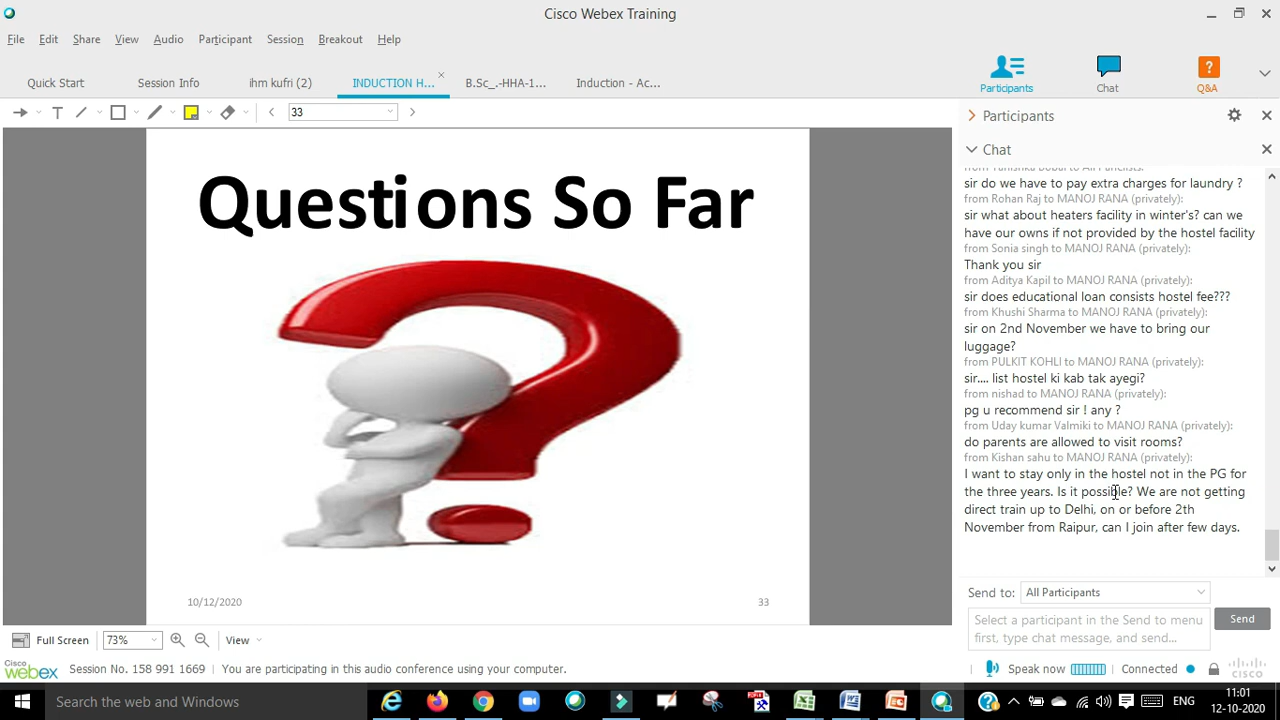 Cisco Webex Training
File Edit Share View Audio Participant Session Breakout Help
Quick Start Session Info ihm kufri (2) INDUCTION H... B.Sc_.-HHA-1... Induction - Ac...
Participants Chat Q&A
33
Participants
Chat
Questions So Far
10/12/2020 33
to All Panelists:
sir do we have to pay extra charges for laundry ?
from Rohan Raj to MANOJ RANA (privately):
sir what about heaters facility in winter's? can we
have our owns if not provided by the hostel facility
from Sonia singh to MANOJ RANA (privately):
Thank you sir
from Aditya Kapil to MANOJ RANA (privately):
sir does educational loan consists hostel fee???
from Khushi Sharma to MANOJ RANA (privately):
sir on 2nd November we have to bring our
luggage?
from PULKIT KOHLI to MANOJ RANA (privately):
sir.... list hostel ki kab tak ayegi?
from nishad to MANOJ RANA (privately):
pg u recommend sir ! any ?
from Uday kumar Valmiki to MANOJ RANA (privately):
do parents are allowed to visit rooms?
from Kishan sahu to MANOJ RANA (privately):
I want to stay only in the hostel not in the PG for
the three years. Is it possible? We are not getting
direct train up to Delhi, on or before 2th
November from Raipur, can I join after few days.
Send to: All Participants
Select a participant in the Send to menu
first, type chat message, and send...
Send
Full Screen 73% View
Cisco
webex
Session No. 158 991 1669 | You are participating in this audio conference using your computer.
Speak now Connected
CISCO
Search the web and Windows
ENG
11:01
12-10-2020